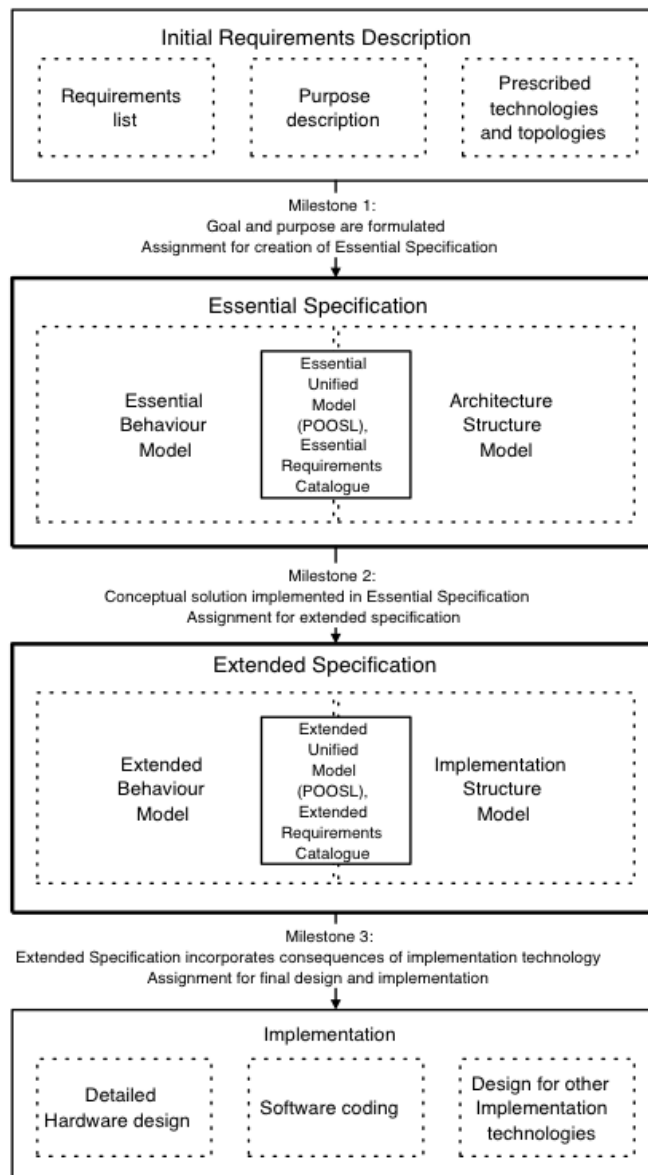 Initial Requirements Description
Requirements
list
Purpose
description
Prescribed
technologies
and topologies
Milestone 1:
Goal and purpose are formulated
Assignment for creation of Essential Specification
Essential Specification
Essential
Behaviour
Model
Essential
Unified
Model
(POOSL),
Essential
Requirements
Catalogue
Architecture
Structure
Model
Milestone 2:
Conceptual solution implemented in Essential Specification
Assignment for extended specification
Extended Specification
Extended
Behaviour
Model
Extended
Unified
Model
(POOSL),
Extended
Requirements
Catalogue
Implementation
Structure
Model
Milestone 3:
Extended Specification incorporates consequences of implementation technology
Assignment for final design and implementation
Implementation
Detailed
Hardware design
Software coding
Design for other
Implementation
technologies